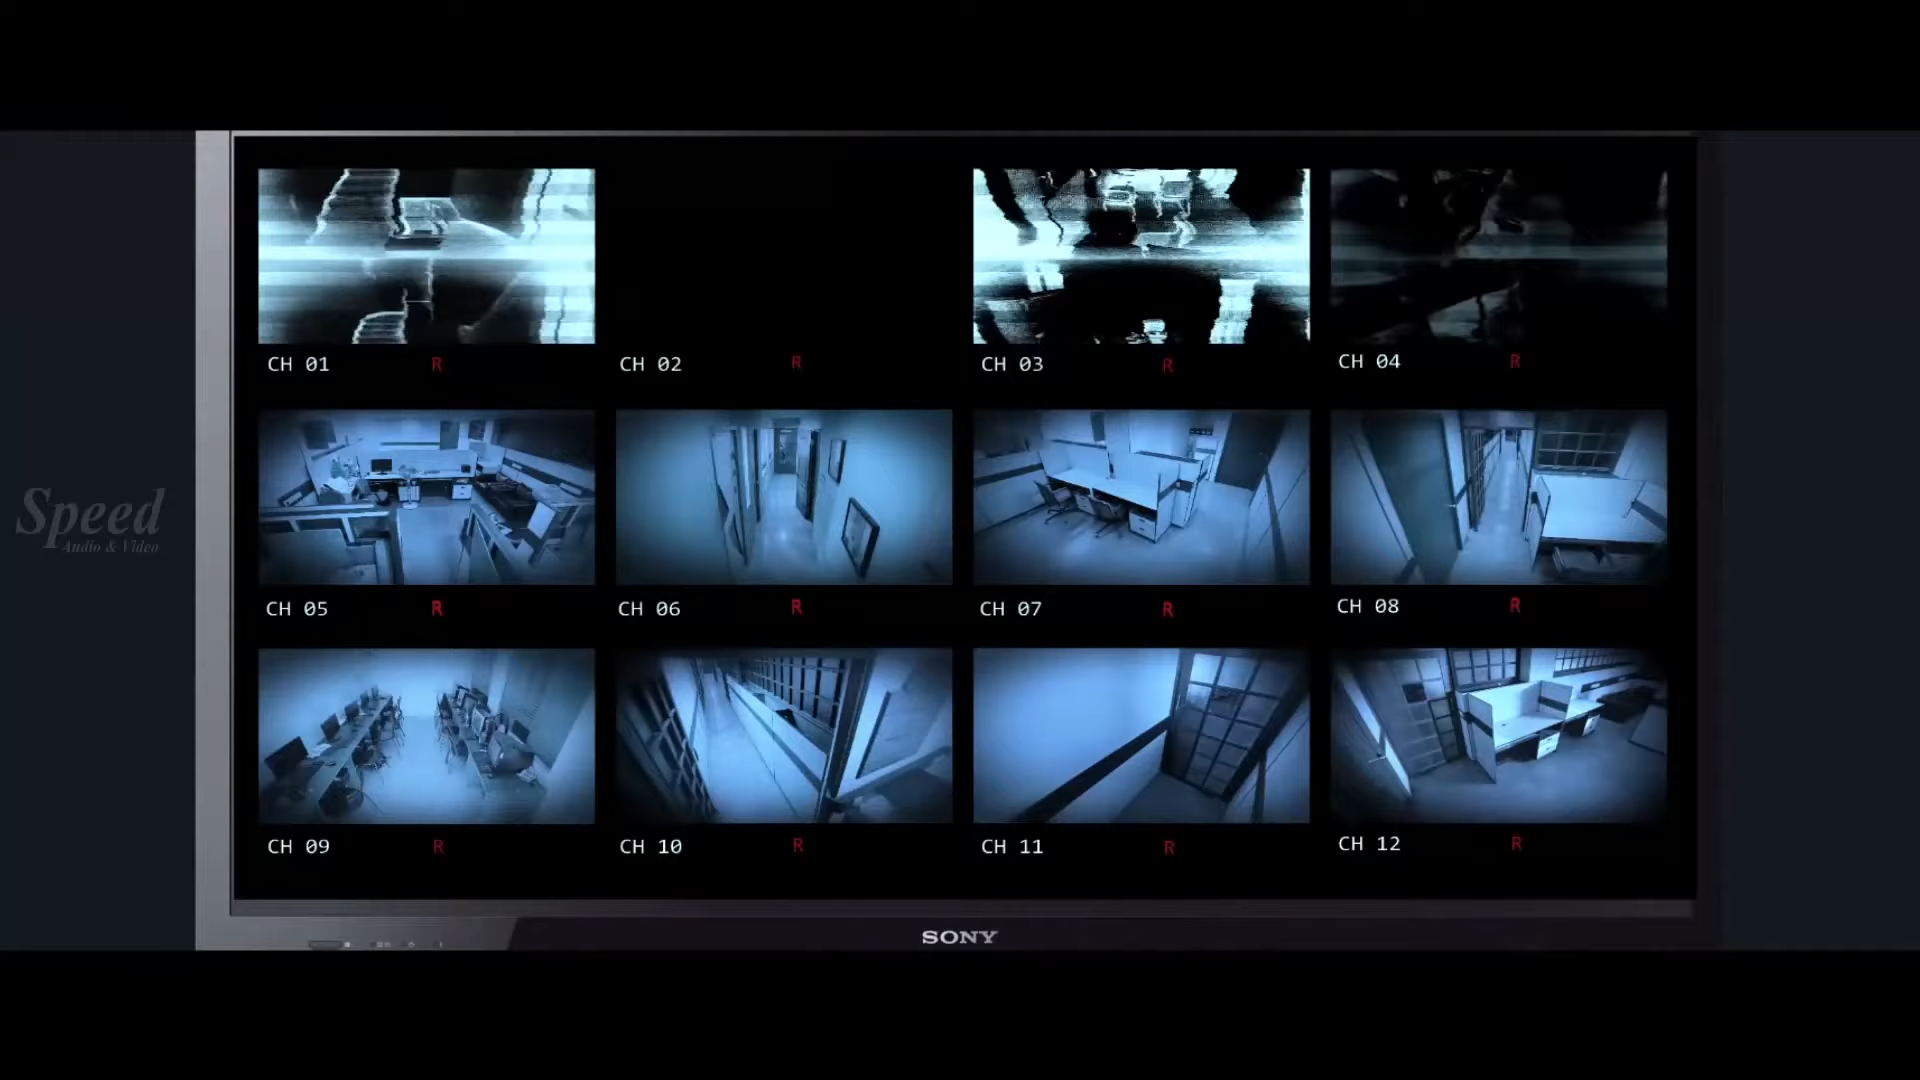 CH 01 R
CH 02 R
CH 03 R
CH 04 R
CH 05 R
CH 06 R
CH 07 R
CH 08 R
Speed
Audio & Video
CH 09 R
CH 10 R
CH 11 R
CH 12 R
SONY